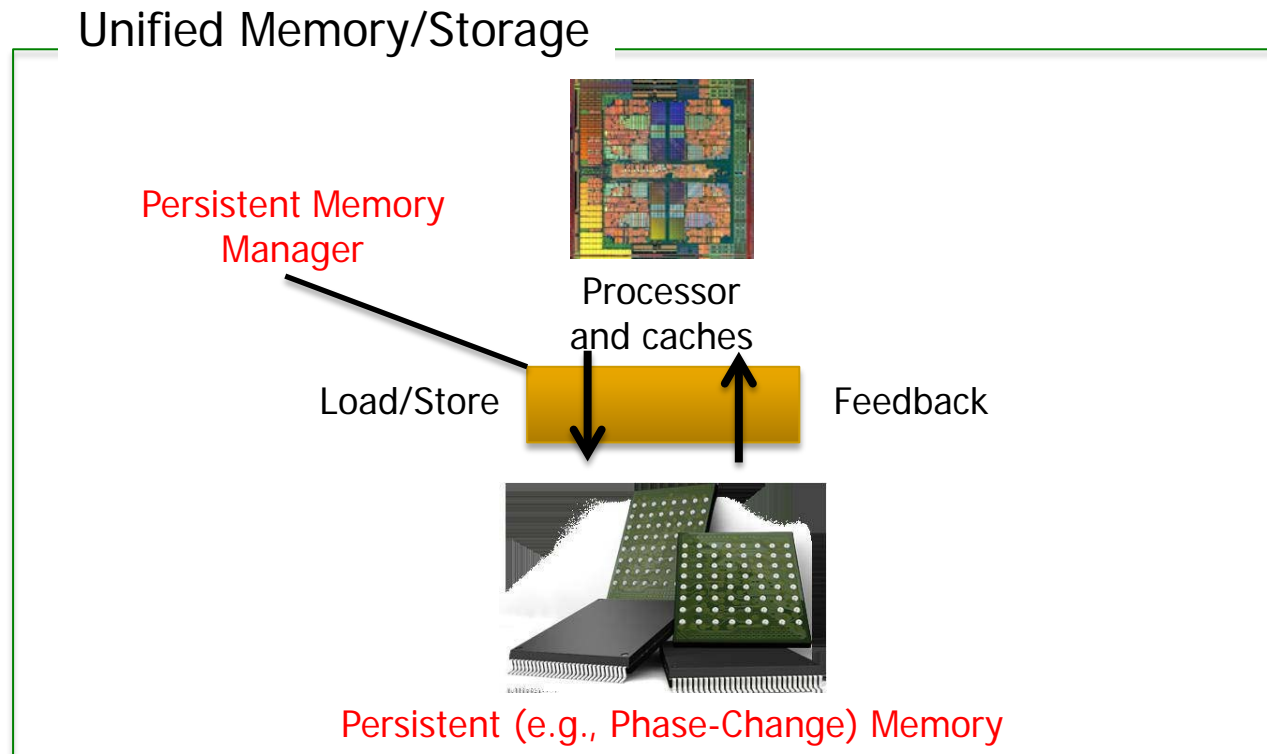 Unified Memory/Storage
Persistent Memory
Manager
Processor
and caches
Load/Store
Feedback
Persistent (e.g., Phase-Change) Memory